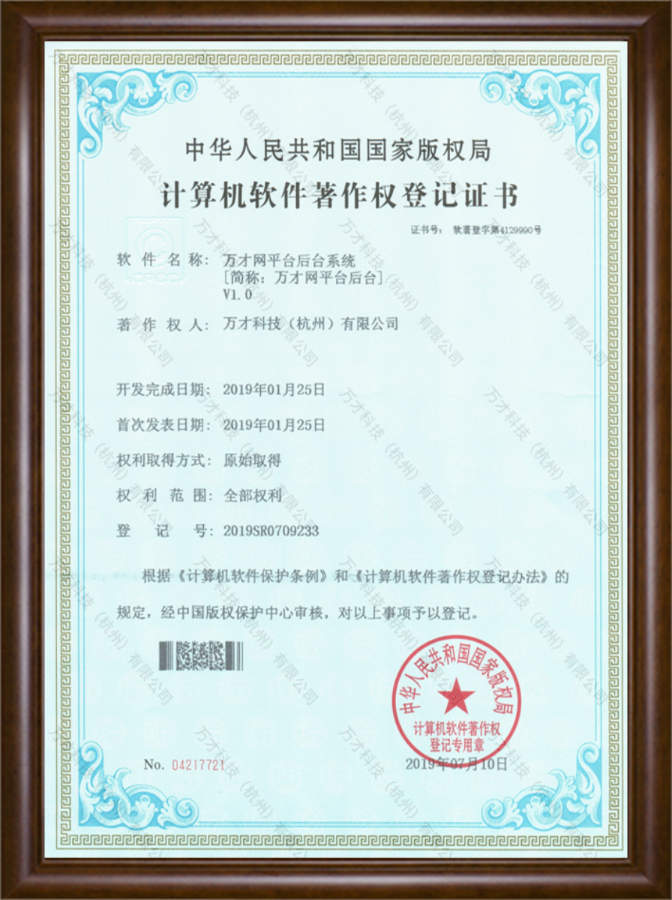 中华人民共和国国家版权局
计算机软件著作权登记证书
证书号： 软著登字第4129990号
软件名称： 万才网平台后台系统
[简称：万才网平台后台]
V1.0
著作权人： 万才科技（杭州）有限公司
开发完成日期： 2019年01月25日
首次发表日期： 2019年01月25日
权利取得方式： 原始取得
权利范围： 全部权利
登记号： 2019SR0709233
根据《计算机软件保护条例》和《计算机软件著作权登记办法》的
规定，经中国版权保护中心审核，对以上事项予以登记。
中华人民共和国国家版权局
计算机软件著作权
登记专用章
No. 04217721
2019年07月10日
万才科技（杭州）有限公司